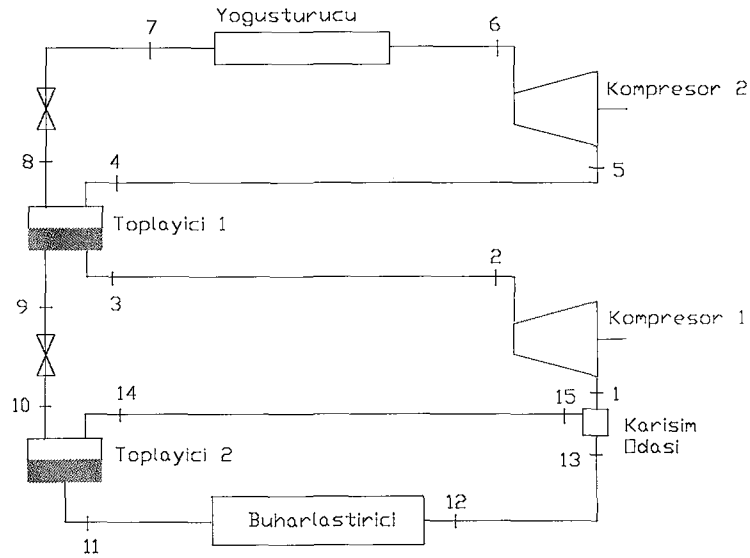 Yogusturucu
7
6
Kompresor 2
8
4
5
Toplayici 1
2
9
3
Kompresor 1
14
15
1
10
Karisim
Odasi
Toplayici 2
13
Buharlastirici
12
11